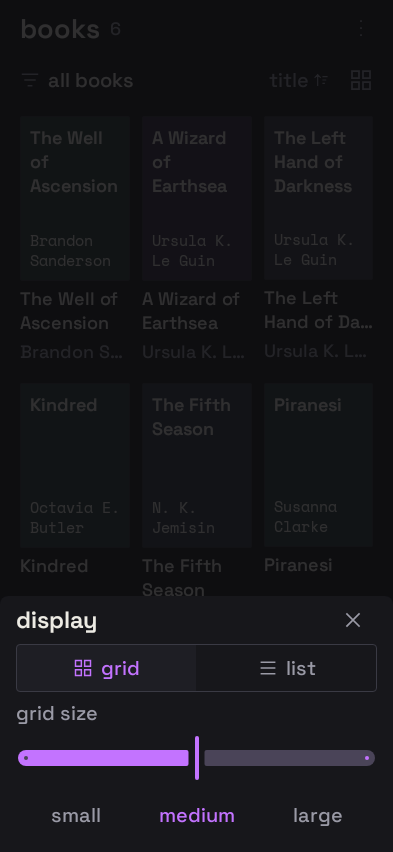 books 6
all books
title
The Well
of
Ascension
Brandon
Sanderson
A Wizard
of
Earthsea
Ursula K.
Le Guin
The Left
Hand of
Darkness
Ursula K.
Le Guin
The Well of
Ascension
Brandon S...
A Wizard of
Earthsea
Ursula K. L...
The Left
Hand of Da...
Ursula K. L...
Kindred
Octavia E.
Butler
The Fifth
Season
N. K.
Jemisin
Piranesi
Susanna
Clarke
Kindred
The Fifth
Season
Piranesi
display
grid
list
grid size
small
medium
large